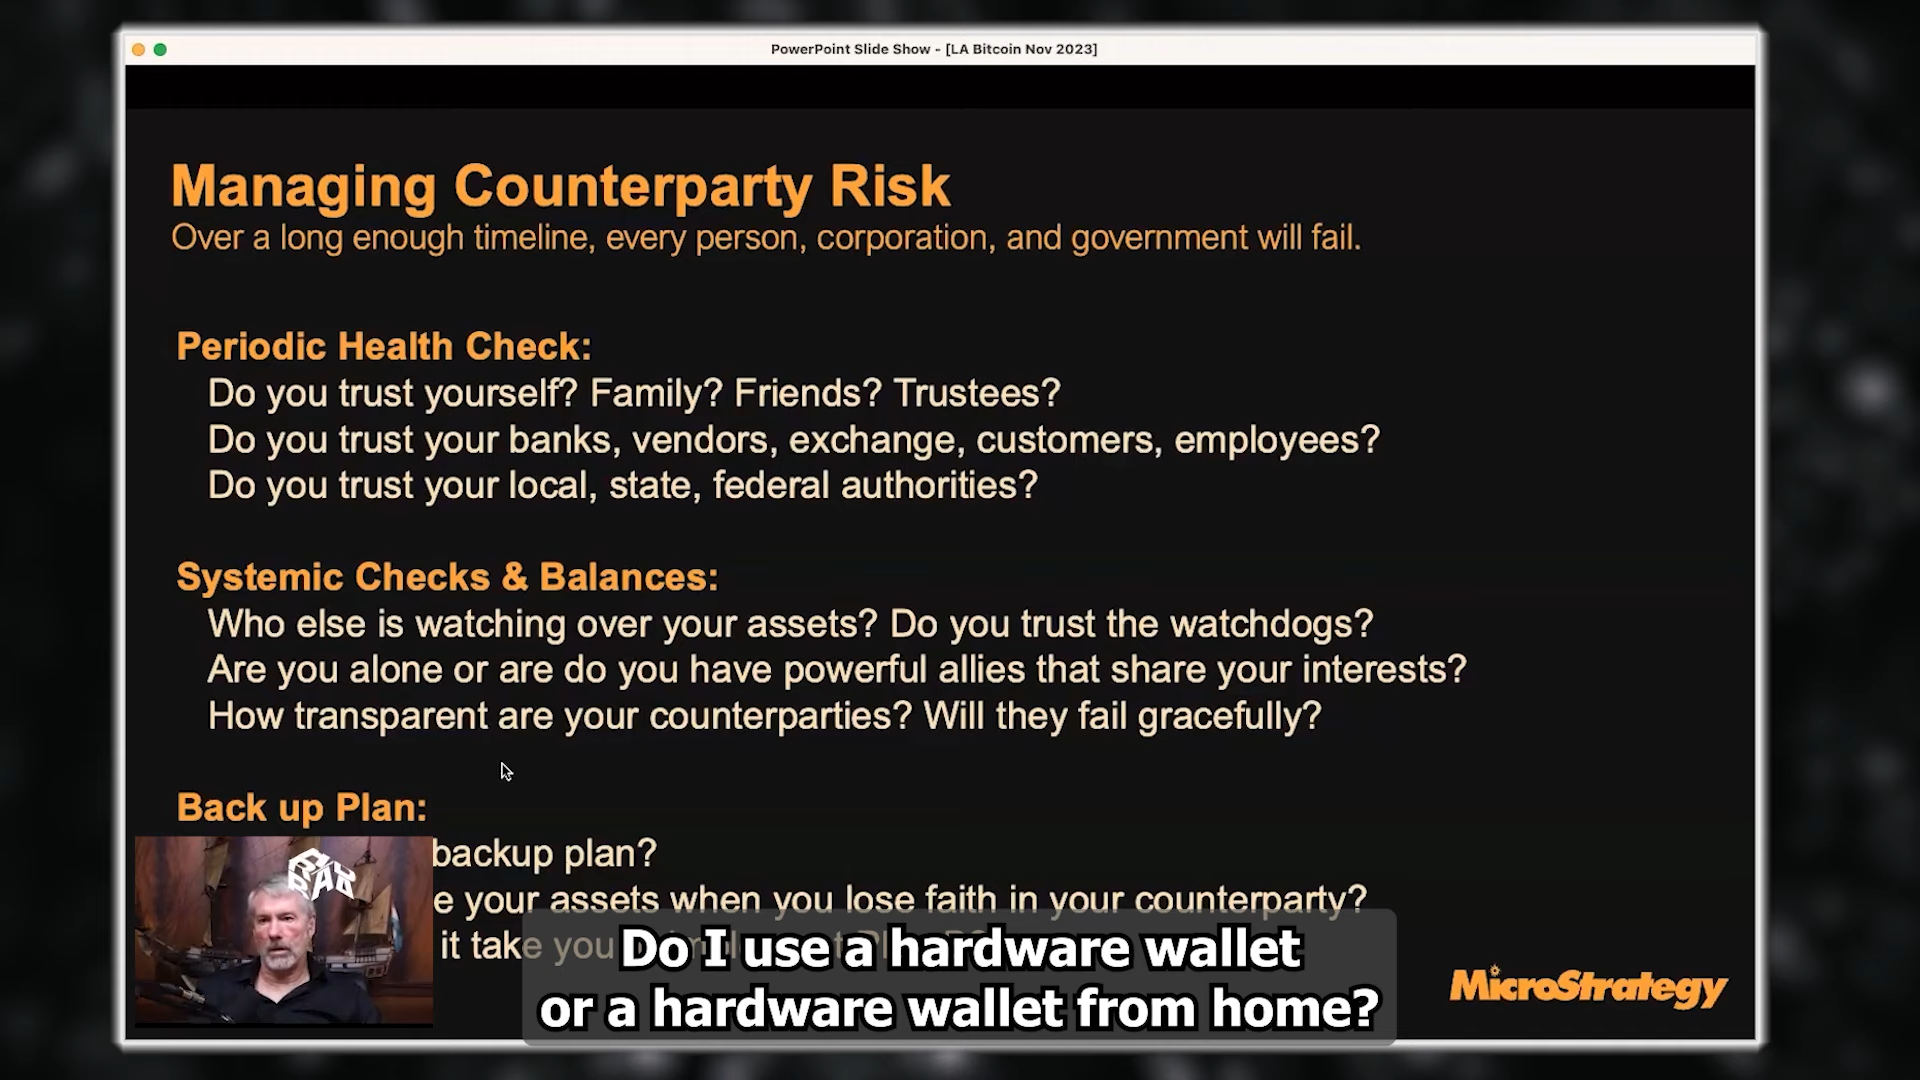 PowerPoint Slide Show - [LA Bitcoin Nov 2023]
Managing Counterparty Risk
Over a long enough timeline, every person, corporation, and government will fail.
Periodic Health Check:
Do you trust yourself? Family? Friends? Trustees?
Do you trust your banks, vendors, exchange, customers, employees?
Do you trust your local, state, federal authorities?
Systemic Checks & Balances:
Who else is watching over your assets? Do you trust the watchdogs?
Are you alone or are do you have powerful allies that share your interests?
How transparent are your counterparties? Will they fail gracefully?
Back up Plan:
backup plan?
your assets when you lose faith in your counterparty?
it take you
Do I use a hardware wallet
or a hardware wallet from home?
MicroStrategy